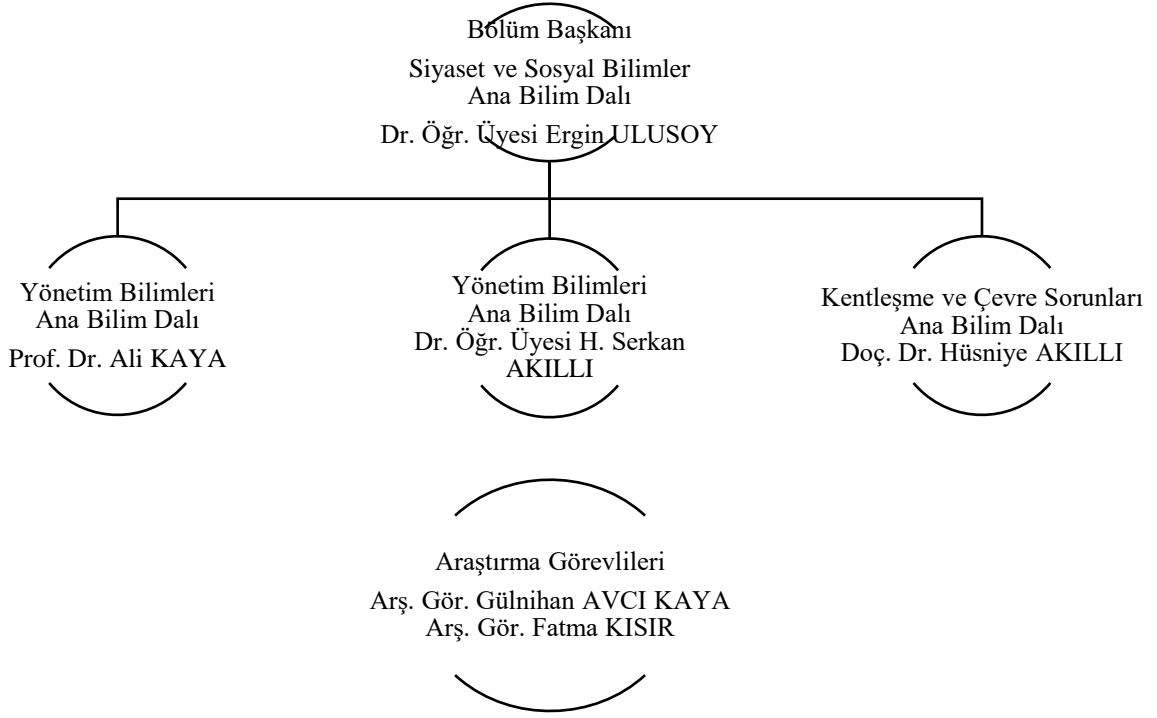 Bölüm Başkanı
Siyaset ve Sosyal Bilimler
Ana Bilim Dalı
Dr. Öğr. Üyesi Ergin ULUSOY
Yönetim Bilimleri
Ana Bilim Dalı
Prof. Dr. Ali KAYA
Yönetim Bilimleri
Ana Bilim Dalı
Dr. Öğr. Üyesi H. Serkan
AKILLI
Kentleşme ve Çevre Sorunları
Ana Bilim Dalı
Doç. Dr. Hüsniye AKILLI
Araştırma Görevlileri
Arş. Gör. Gülnihan AVCI KAYA
Arş. Gör. Fatma KISIR